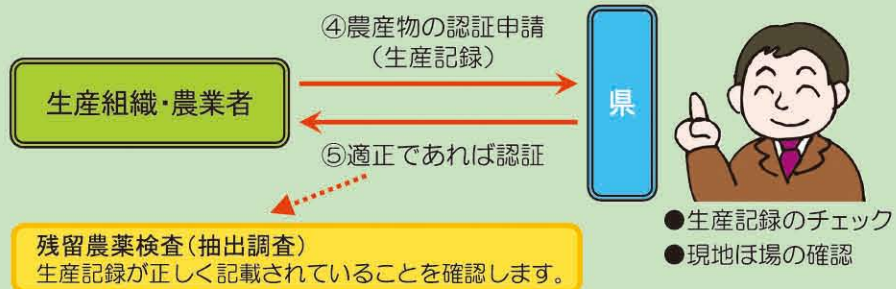 ④農産物の認証申請
(生産記録)
生産組織・農業者
県
⑤適正であれば認証
●生産記録のチェック
●現地ほ場の確認
残留農薬検査(抽出調査)
生産記録が正しく記載されていることを確認します。